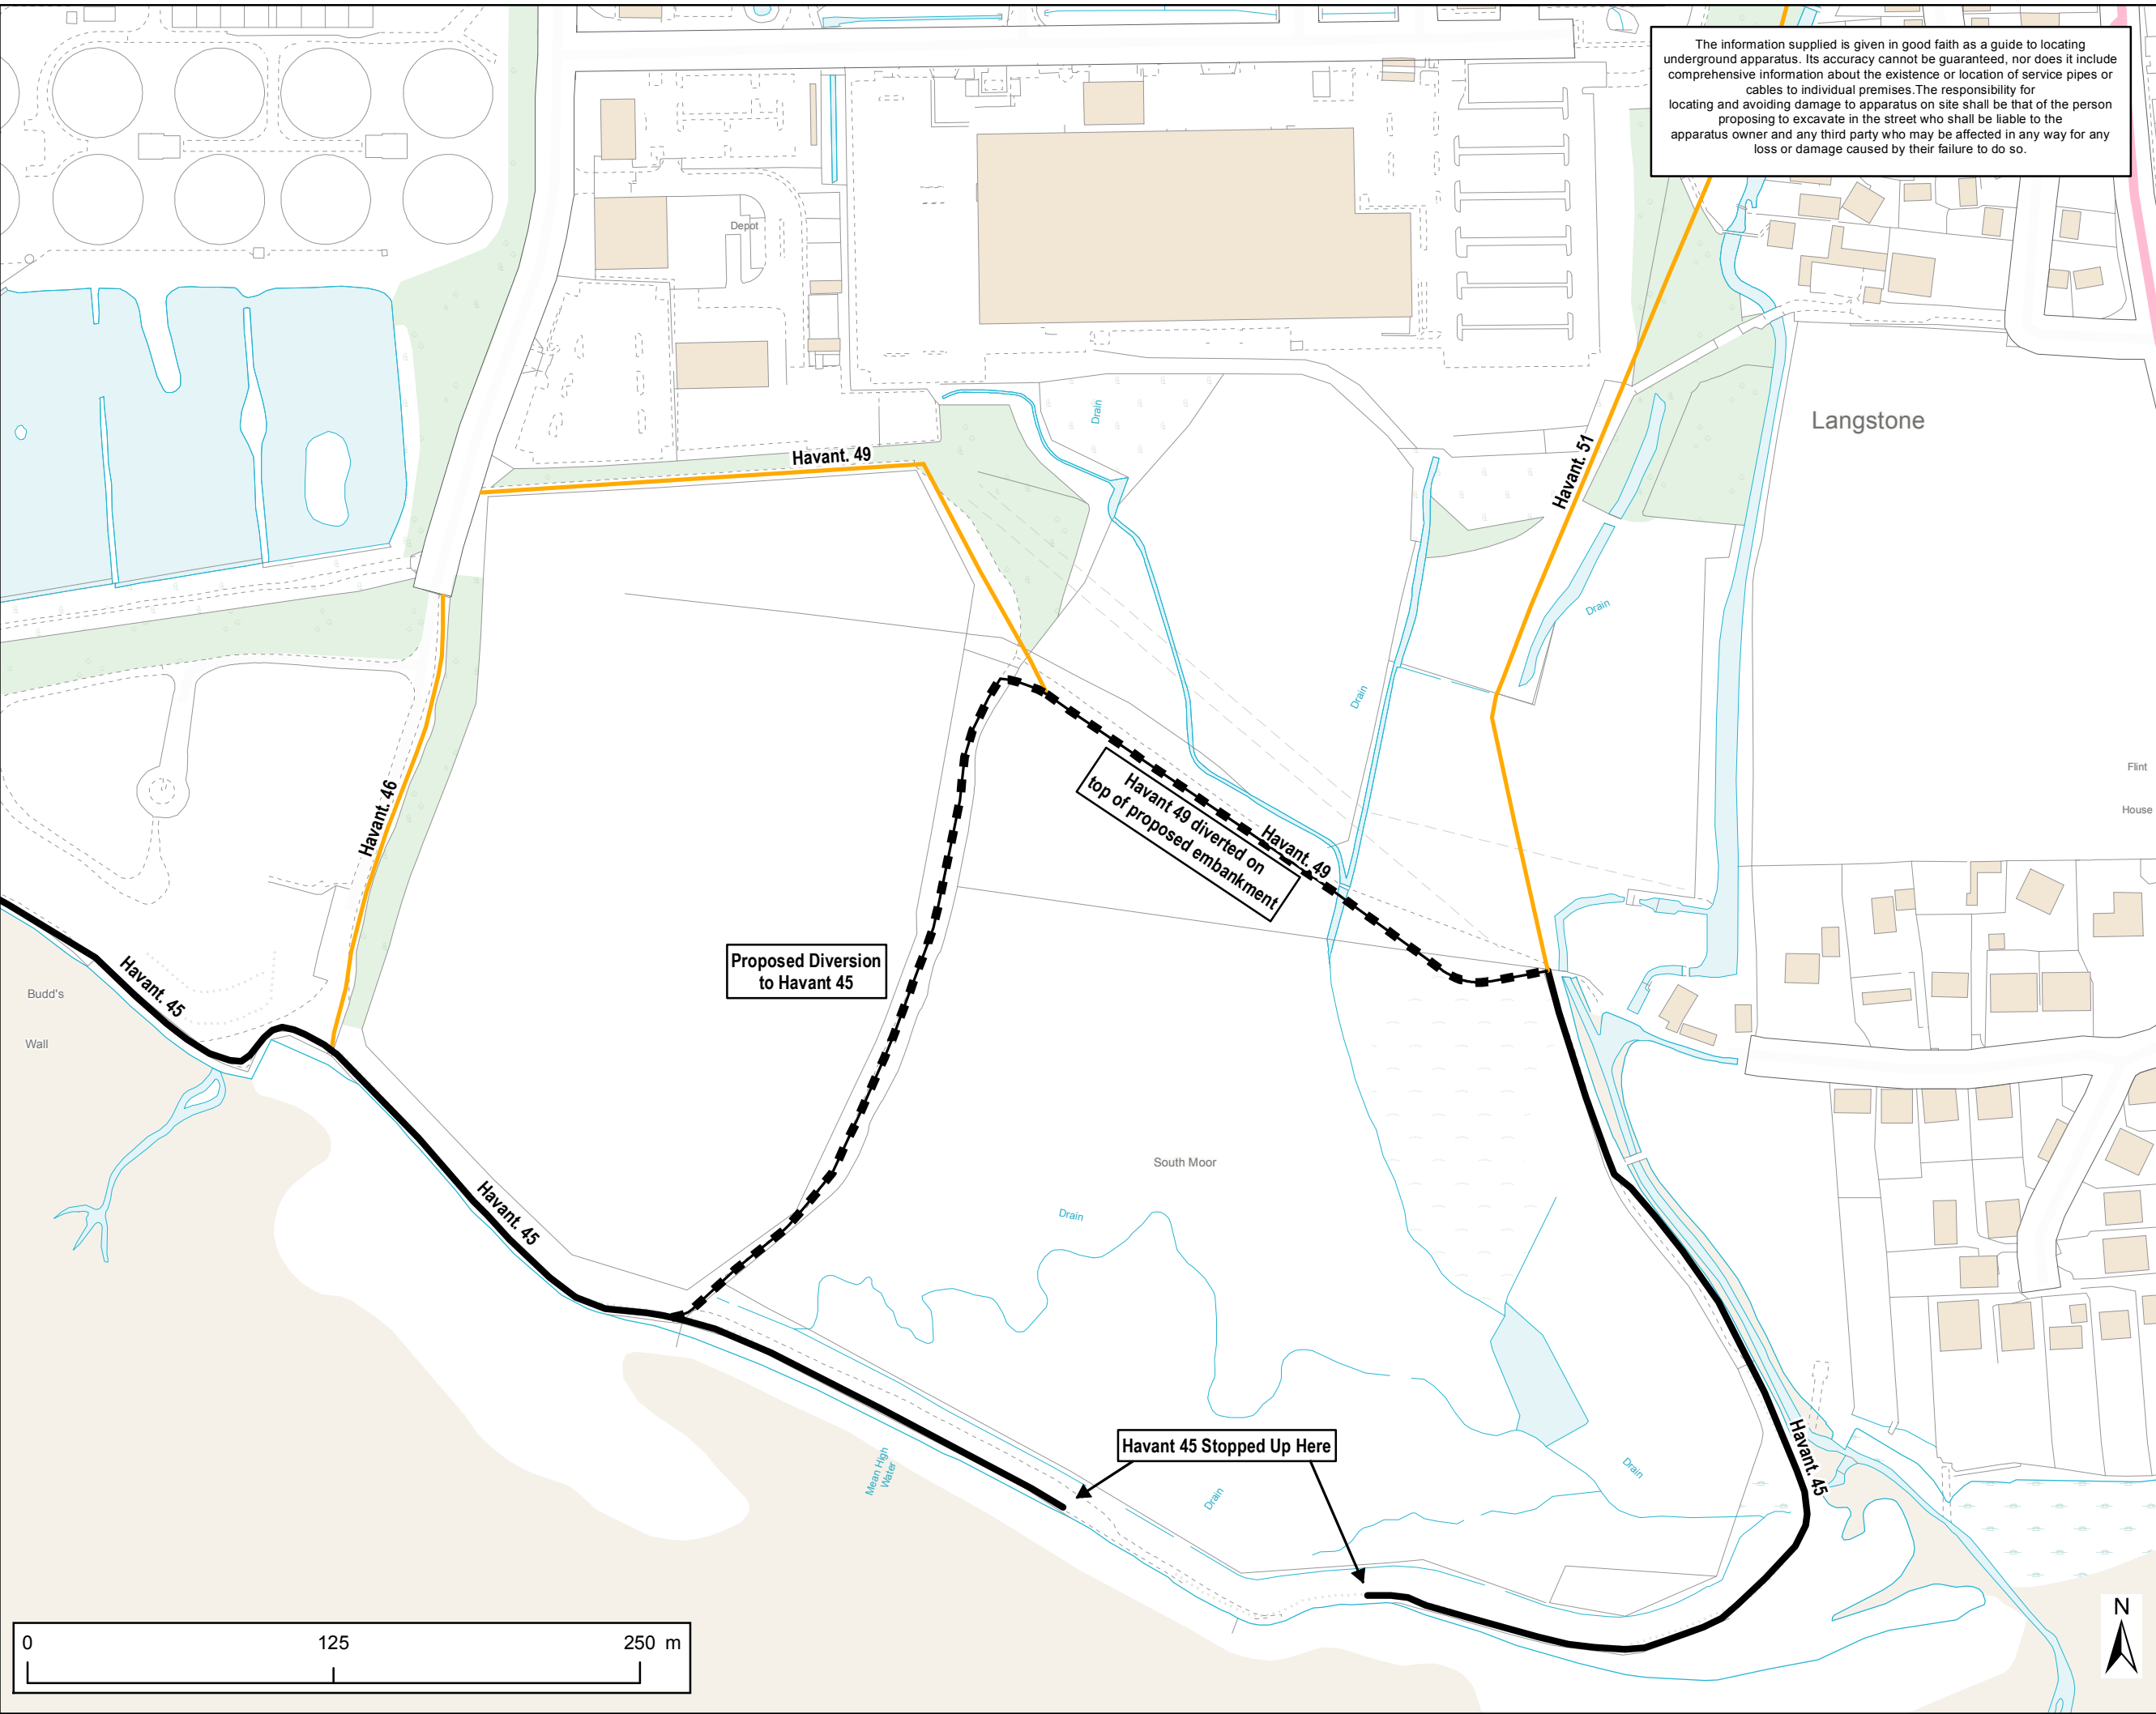 The information supplied is given in good faith as a guide to locating
underground apparatus. Its accuracy cannot be guaranteed, nor does it include
comprehensive information about the existence or location of service pipes or
cables to individual premises.The responsibility for
locating and avoiding damage to apparatus on site shall be that of the person
proposing to excavate in the street who shall be liable to the
apparatus owner and any third party who may be affected in any way for any
loss or damage caused by their failure to do so.
Depot
Langstone
Drain
Havant. 49
Havant. 51
Drain
Drain
Flint
House
Havant. 46
Havant 49 diverted on
top of proposed embankment
Havant. 49
Proposed Diversion
to Havant 45
Havant. 45
Budd's
Wall
South Moor
Havant. 45
Drain
Havant 45 Stopped Up Here
Mean High
Water
Drain
Drain
Havant. 45
0 125 250 m
N